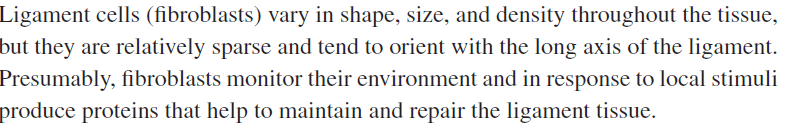 Ligament cells (fibroblasts) vary in shape, size, and density throughout the tissue,
but they are relatively sparse and tend to orient with the long axis of the ligament.
Presumably, fibroblasts monitor their environment and in response to local stimuli
produce proteins that help to maintain and repair the ligament tissue.